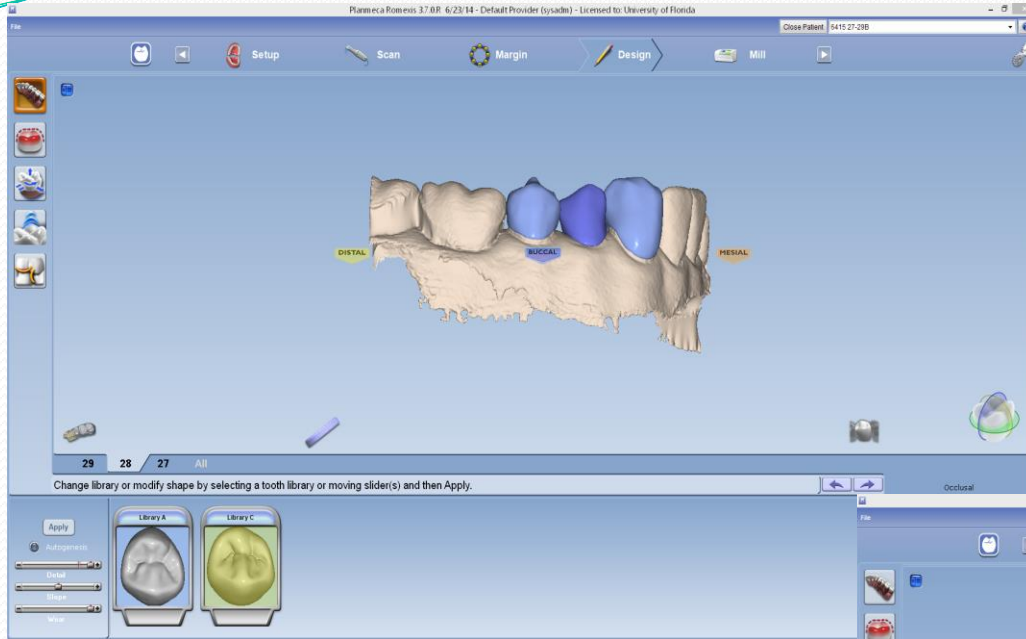 Planmeca Romexis 3.7.0.R 6/23/14 - Default Provider (sysadm) - Licensed to: University of Florida
File
Close Patient 6415 27-29B
Setup Scan Margin Design Mill
DISTAL BUCCAL MESIAL
29 28 27 All
Change library or modify shape by selecting a tooth library or moving slider(s) and then Apply.
Occlusal
Apply
Autogenesis
Detail
Shape
Wear
Library A Library C
File